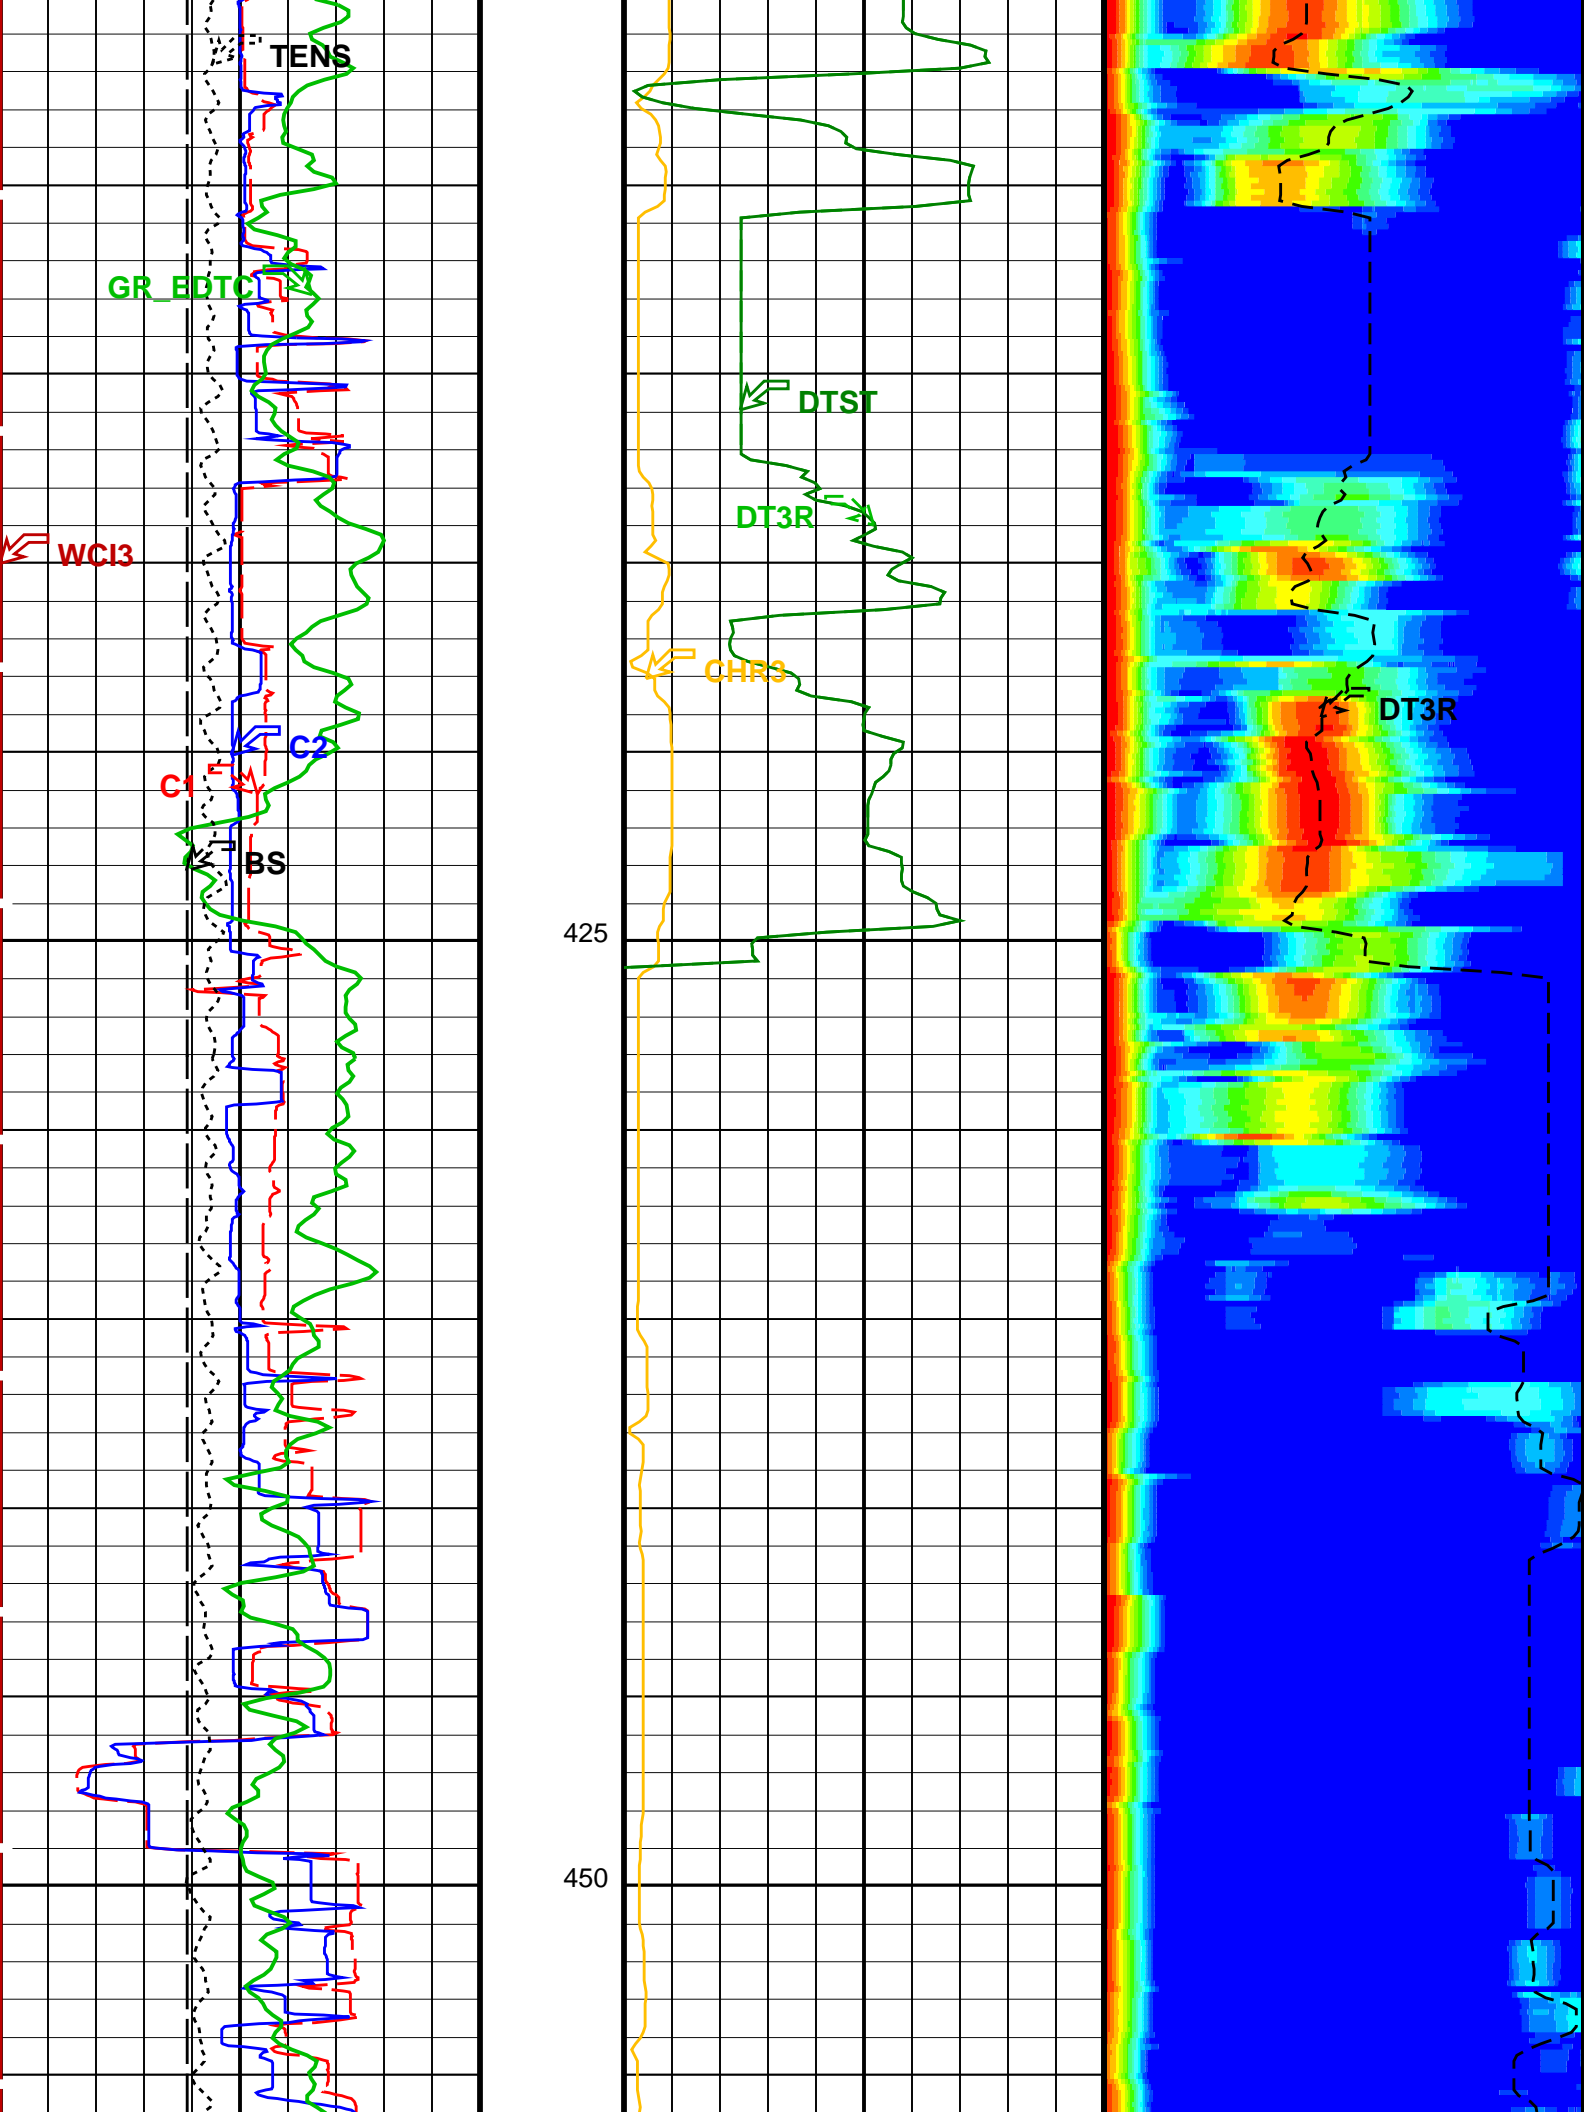 TENS
GR_EDTC
DTST
DT3R
WCI3
CHR3
DT3R
C2
C1
BS
425
450